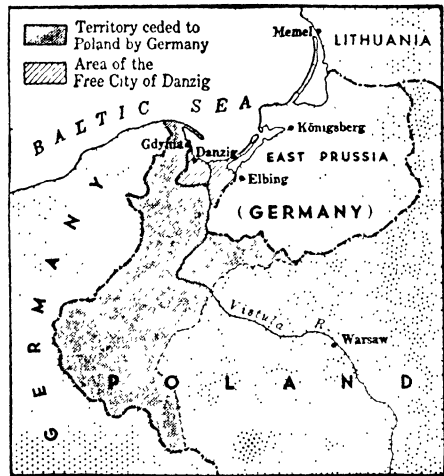 Territory ceded to
Poland by Germany
Area of the
Free City of Danzig
Memel
LITHUANIA
BALTIC SEA
Königsberg
Gdynia
Danzig
EAST PRUSSIA
Elbing
(GERMANY)
GERMANY
Vistula R
Warsaw
POLAND